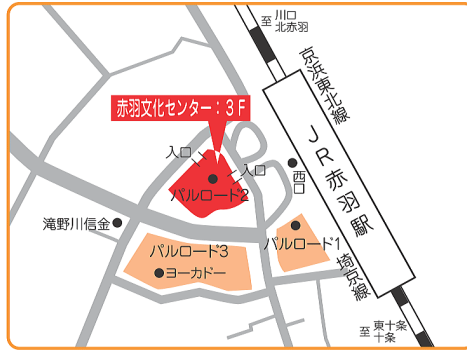 至 川口
北赤羽
京浜東北線
赤羽文化センター：3F
JR赤羽駅
入口
入口
西口
パルロード2
滝野川信金
パルロード1
パルロード3
ヨーカドー
埼京線
至 東十条
十条